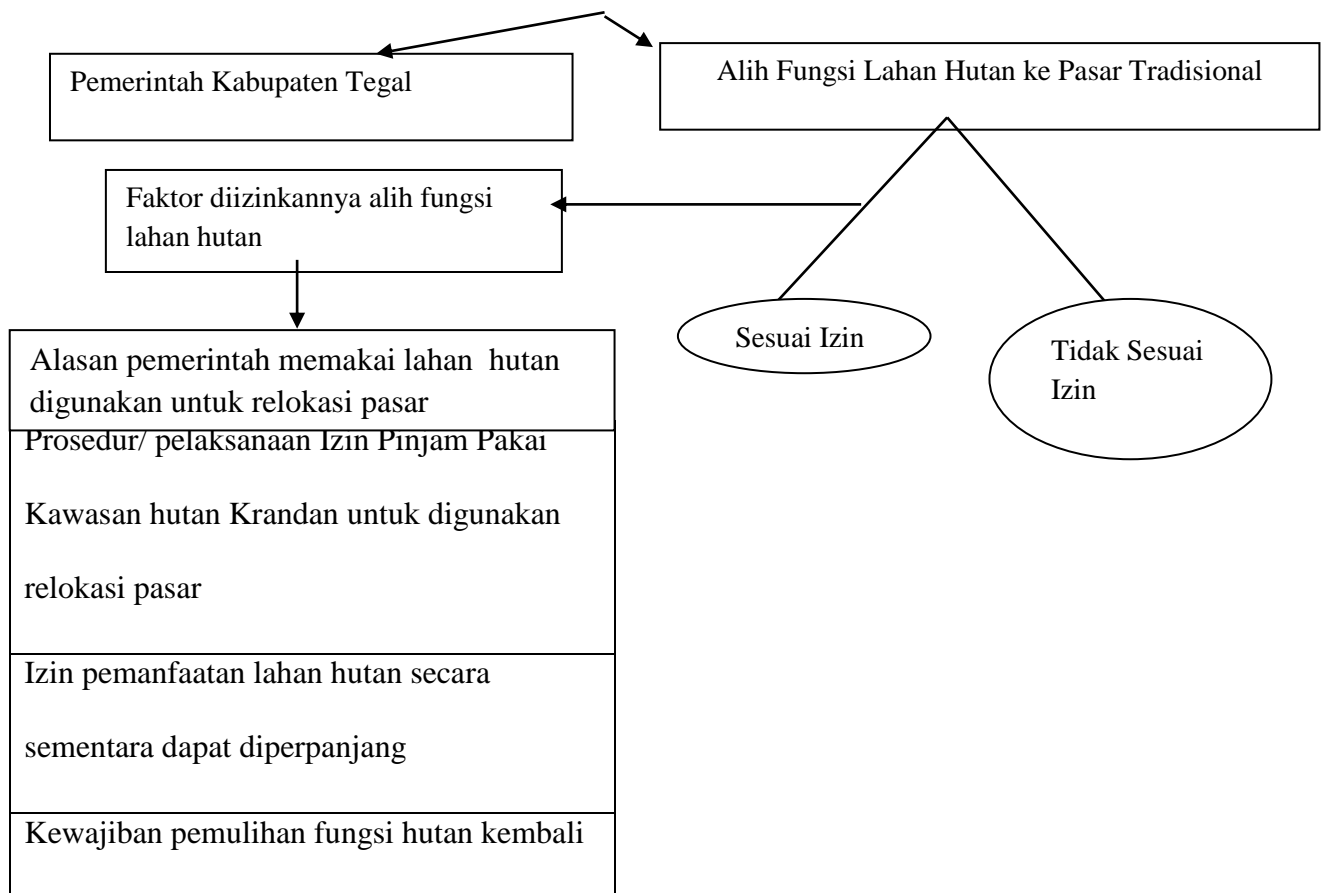 Pemerintah Kabupaten Tegal
Alih Fungsi Lahan Hutan ke Pasar Tradisional
Faktor diizinkannya alih fungsi
lahan hutan
Sesuai Izin
Tidak Sesuai
Izin
Alasan pemerintah memakai lahan hutan
digunakan untuk relokasi pasar
Prosedur/ pelaksanaan Izin Pinjam Pakai
Kawasan hutan Krandan untuk digunakan
relokasi pasar
Izin pemanfaatan lahan hutan secara
sementara dapat diperpanjang
Kewajiban pemulihan fungsi hutan kembali